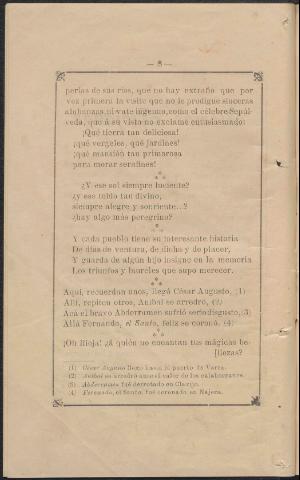 — 8 —
perlas de sus ríos, que no hay extraño que por
vez primera la visite que no le prodigue sinceras
alabanzas, ni vate ingenuo, como el célebre Sepúl-
veda, que á su vista no exclame entusiasmado:
¡Qué tierra tan deliciosa!
¡qué vergeles, qué jardines!
¡qué mansión tan primorosa
para morar serafines!
¿Y ese sol siempre luciente?
¿y ese cielo tan divino,
siempre alegre y sonriente...?
¿hay algo más peregrino?
Y cada pueblo tiene su interesante historia
De días de ventura, de dicha y de placer,
Y guarda de algún hijo insigne en la memoria
Los triunfos y laureles que supo merecer.
Aquí, recuerdan unos, llegó César Augusto, (1)
Allí, repiten otros, Aníbal se arredró, (2)
Acá el bravo Abderramen sufrió serio disgusto, (3)
Allá Fernando, el Santo, feliz se coronó. (4)
¡Oh Rioja! ¿á quién no encantan tus mágicas be-
[llezas?
(1) César Augusto llegó hasta el puerto de Varea.
(2) Aníbal se arredró ante el valor de los calahorranos.
(3) Abderramen fué derrotado en Clavijo.
(4) Fernando, el Santo, fué coronado en Nájera.